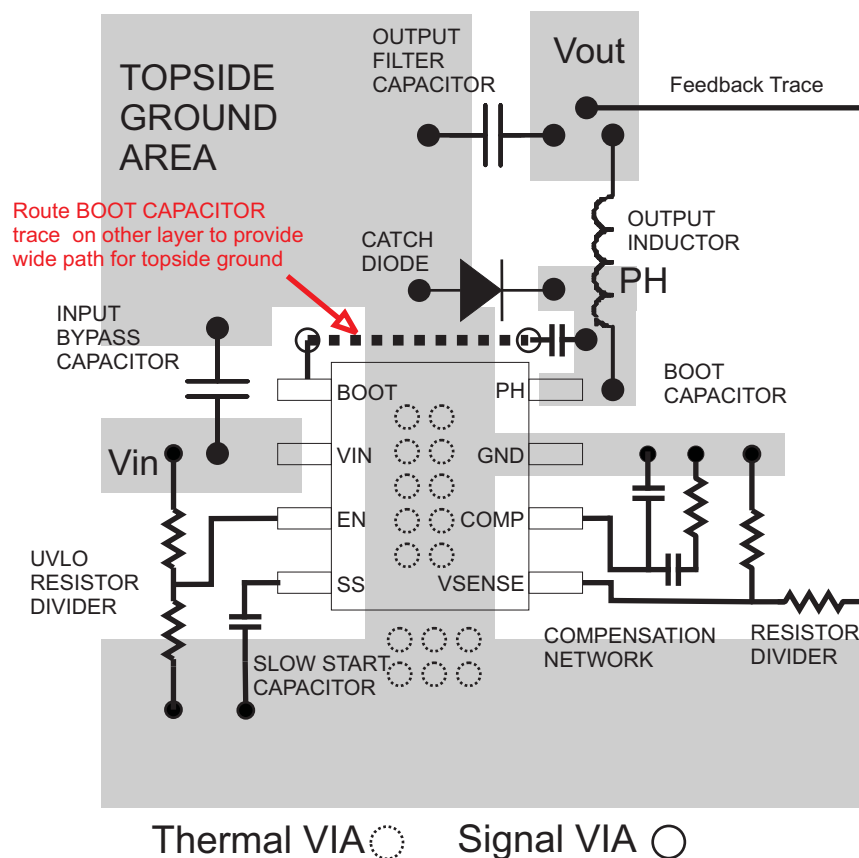 OUTPUT
FILTER
CAPACITOR
Vout
Feedback Trace
TOPSIDE
GROUND
AREA
Route BOOT CAPACITOR
trace on other layer to provide
wide path for topside ground
CATCH
DIODE
OUTPUT
INDUCTOR
PH
INPUT
BYPASS
CAPACITOR
BOOT
CAPACITOR
BOOT
PH
Vin
VIN
GND
EN
COMP
SS
VSENSE
UVLO
RESISTOR
DIVIDER
SLOW START
CAPACITOR
COMPENSATION
NETWORK
RESISTOR
DIVIDER
Thermal VIA
Signal VIA